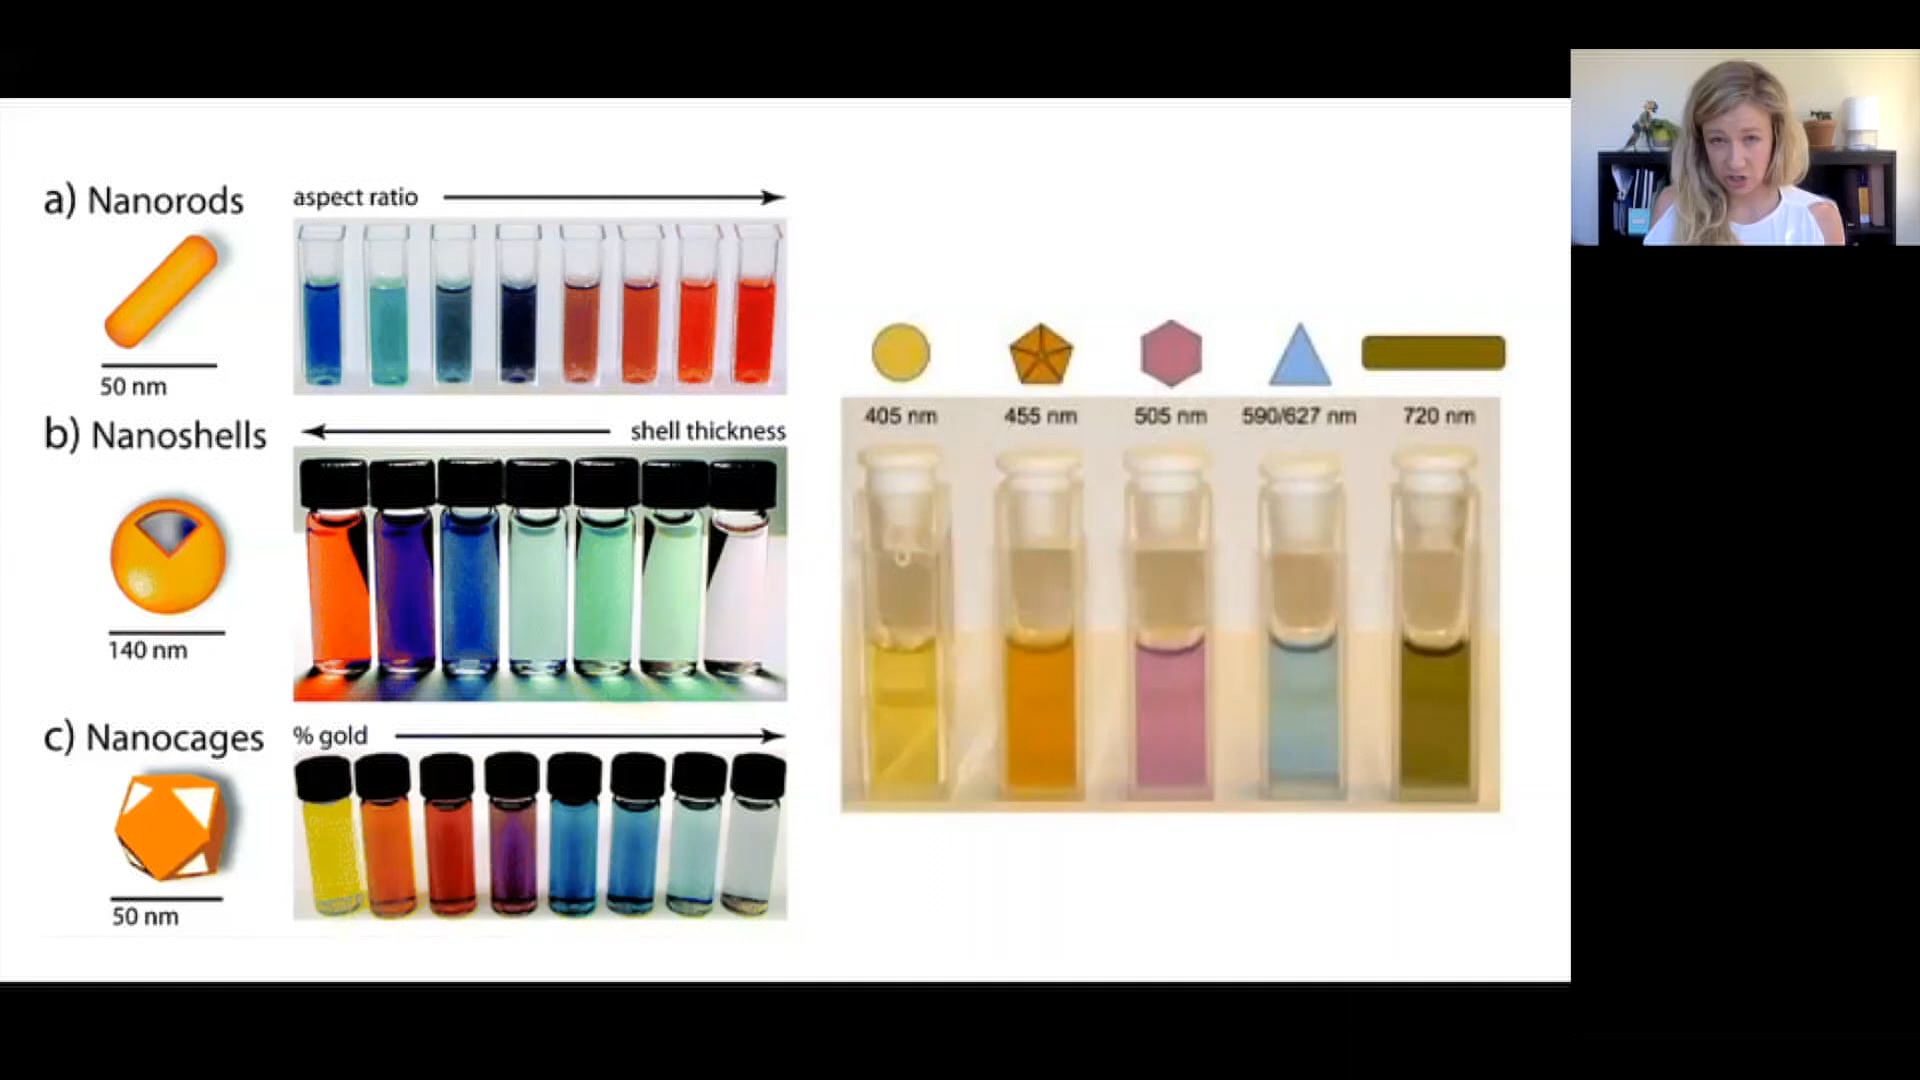 a) Nanorods
aspect ratio
50 nm
b) Nanoshells
shell thickness
140 nm
c) Nanocages
% gold
50 nm
405 nm
455 nm
505 nm
590/627 nm
720 nm